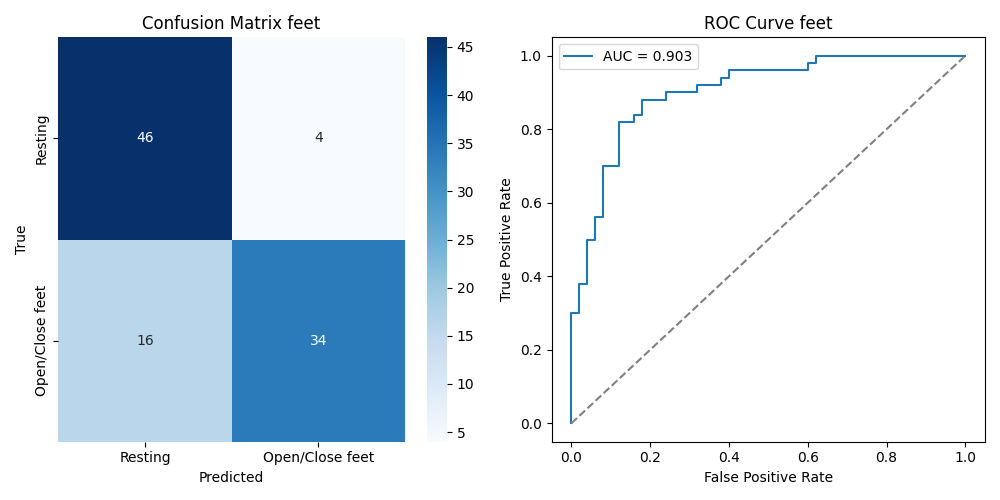 Confusion Matrix feet
True
Resting
Open/Close feet
46
4
16
34
Resting
Open/Close feet
Predicted
45
40
35
30
25
20
15
10
5
ROC Curve feet
AUC = 0.903
True Positive Rate
1.0
0.8
0.6
0.4
0.2
0.0
0.0
0.2
0.4
0.6
0.8
1.0
False Positive Rate